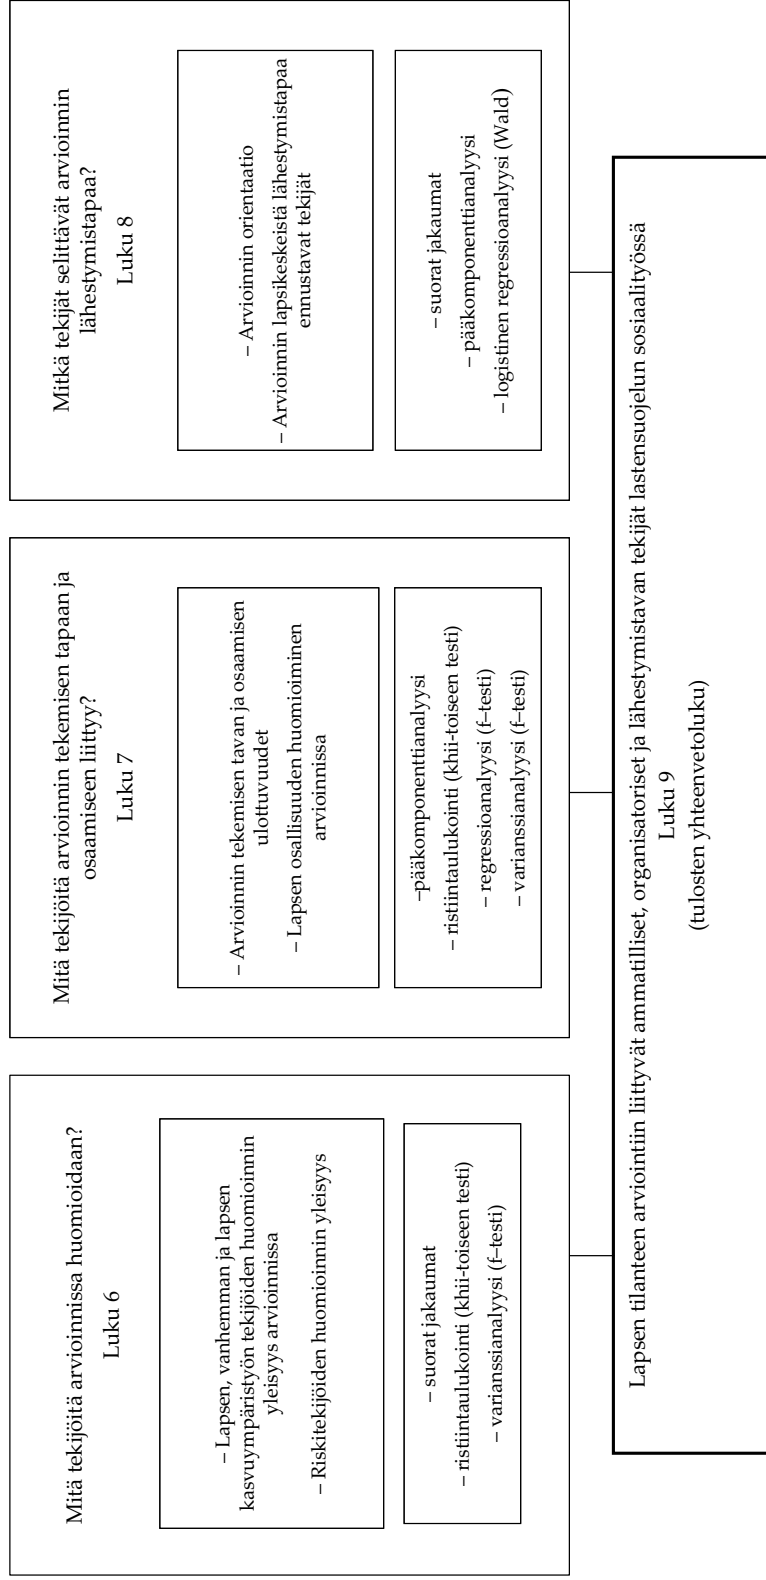 Mitä tekijöitä arvioinnissa huomioidaan?
Luku 6
– Lapsen, vanhemman ja lapsen
kasvuympäristyön tekijöiden huomioinnin
yleisyys arvioinnissa
– Riskitekijöiden huomioinnin yleisyys
– suorat jakaumat
– ristiintaulukointi (khii-toiseen testi)
– varianssianalyysi (f–testi)
Mitä tekijöitä arvioinnin tekemisen tapaan ja
osaamiseen liittyy?
Luku 7
– Arvioinnin tekemisen tavan ja osaamisen
ulottuvuudet
– Lapsen osallisuuden huomioiminen
arvioinnissa
–pääkomponenttianalyysi
– ristiintaulukointi (khii-toiseen testi)
– regressioanalyysi (f–testi)
– varianssianalyysi (f–testi)
Mitkä tekijät selittävät arvioinnin
lähestymistapaa?
Luku 8
– Arvioinnin orientaatio
– Arvioinnin lapsikeskeistä lähestymistapaa
ennustavat tekijät
– suorat jakaumat
– pääkomponenttianalyysi
– logistinen regressioanalyysi (Wald)
Lapsen tilanteen arviointiin liittyvät ammatilliset, organisatoriset ja lähestymistavan tekijät lastensuojelun sosiaalityössä
Luku 9
(tulosten yhteenvetoluku)